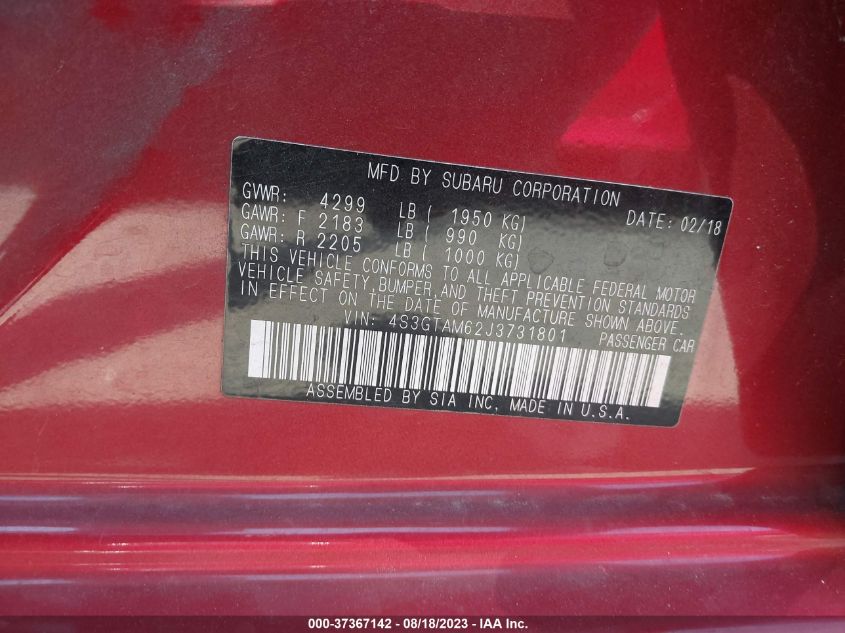 MFD BY SUBARU CORPORATION
GVWR: 4299 LB ( 1950 KG) DATE: 02/18
GAWR: F 2183 LB ( 990 KG)
GAWR: R 2205 LB ( 1000 KG)
THIS VEHICLE CONFORMS TO ALL APPLICABLE FEDERAL MOTOR
VEHICLE SAFETY, BUMPER, AND THEFT PREVENTION STANDARDS
IN EFFECT ON THE DATE OF MANUFACTURE SHOWN ABOVE.
VIN: 4S3GTAM62J3731801 PASSENGER CAR
ASSEMBLED BY SIA INC, MADE IN U.S.A.
000-37367142 - 08/18/2023 - IAA Inc.